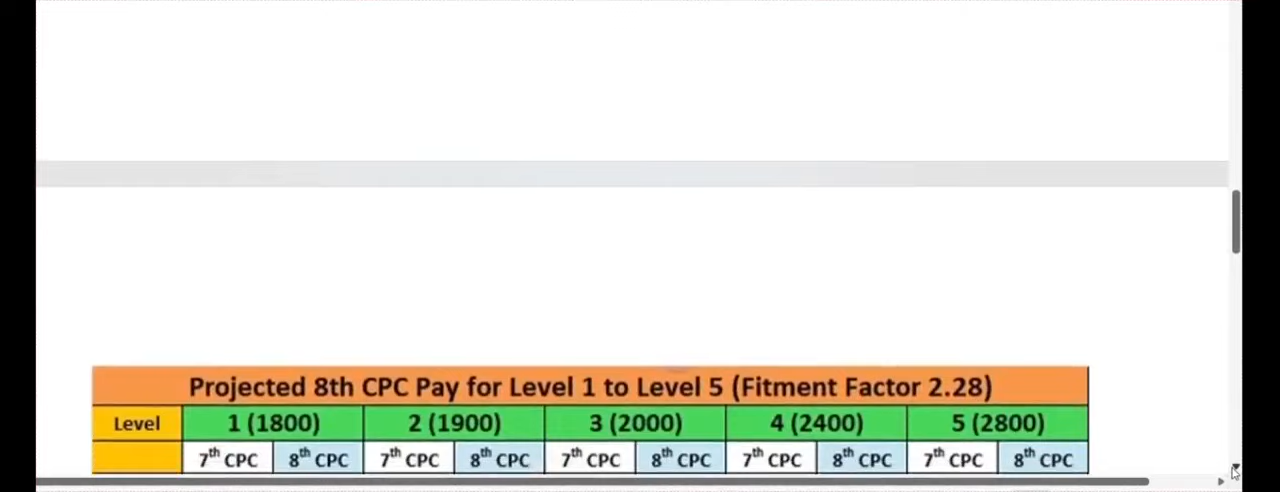 Projected 8th CPC Pay for Level 1 to Level 5 (Fitment Factor 2.28)
Level 1 (1800) 2 (1900) 3 (2000) 4 (2400) 5 (2800)
7th CPC 8th CPC 7th CPC 8th CPC 7th CPC 8th CPC 7th CPC 8th CPC 7th CPC 8th CPC